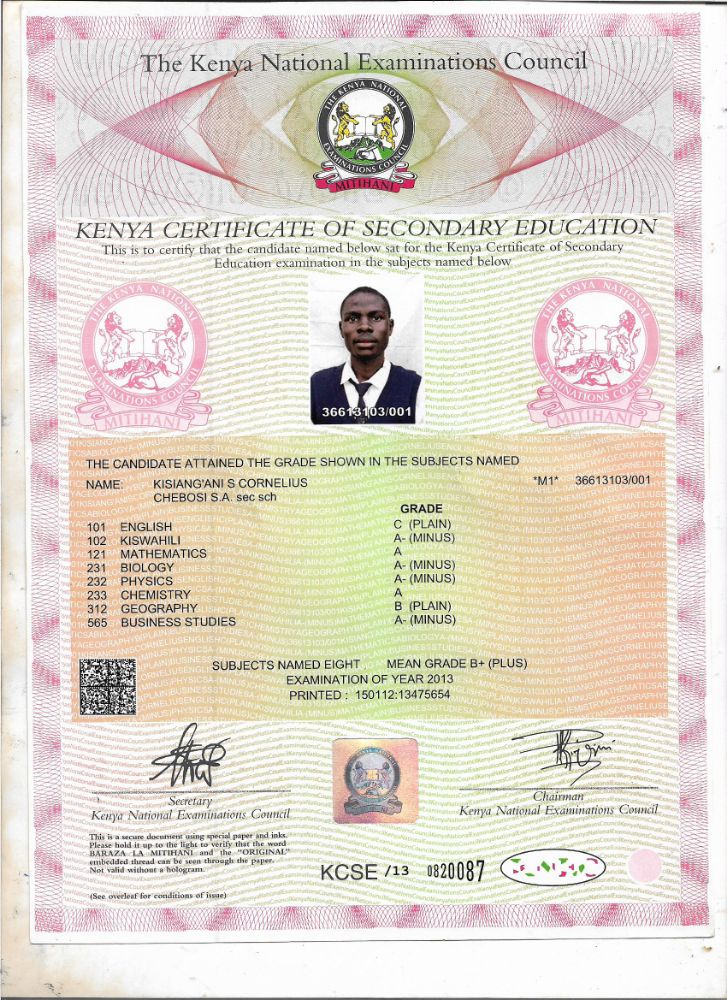 The Kenya National Examinations Council
THE KENYA NATIONAL
EXAMINATIONS COUNCIL
MITIHANI
KENYA CERTIFICATE OF SECONDARY EDUCATION
This is to certify that the candidate named below sat for the Kenya Certificate of Secondary
Education examination in the subjects named below
THE KENYA NATIONAL
EXAMINATIONS COUNCIL
MITIHANI
THE KENYA NATIONAL
EXAMINATIONS COUNCIL
MITIHANI
36613103/001
THE CANDIDATE ATTAINED THE GRADE SHOWN IN THE SUBJECTS NAMED
NAME: KISIANG'ANI S CORNELIUS *M1* 36613103/001
CHEBOSI S.A. sec sch
GRADE
101 ENGLISH C (PLAIN)
102 KISWAHILI A- (MINUS)
121 MATHEMATICS A
231 BIOLOGY A- (MINUS)
232 PHYSICS A- (MINUS)
233 CHEMISTRY A
312 GEOGRAPHY B (PLAIN)
565 BUSINESS STUDIES A- (MINUS)
SUBJECTS NAMED EIGHT MEAN GRADE B+ (PLUS)
EXAMINATION OF YEAR 2013
PRINTED : 150112:13475654
Secretary
Kenya National Examinations Council
Chairman
Kenya National Examinations Council
This is a secure document using special paper and inks.
Please hold it up to the light to verify that the word
BARAZA LA MITIHANI and the "ORIGINAL"
embedded thread can be seen through the paper.
Not valid without a hologram.
(See overleaf for conditions of issue)
KCSE /13 0820087